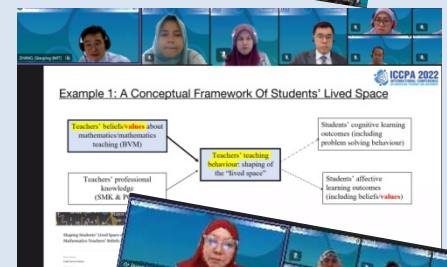 ZHANG Qiaoping [MIT]
ICCPA 2022
INTERNATIONAL CONFERENCE
Example 1: A Conceptual Framework Of Students' Lived Space
Teachers' beliefs/values about
mathematics/mathematics
teaching (BVM)
Teachers' professional
knowledge
(SMK & P
Teachers' teaching
behaviour: shaping of
the "lived space"
Students' cognitive learning
outcomes (including
problem solving behaviour)
Students' affective
learning outcomes
(including beliefs/values)
Shaping Students' Lived Space
Mathematics Teachers' Beliefs